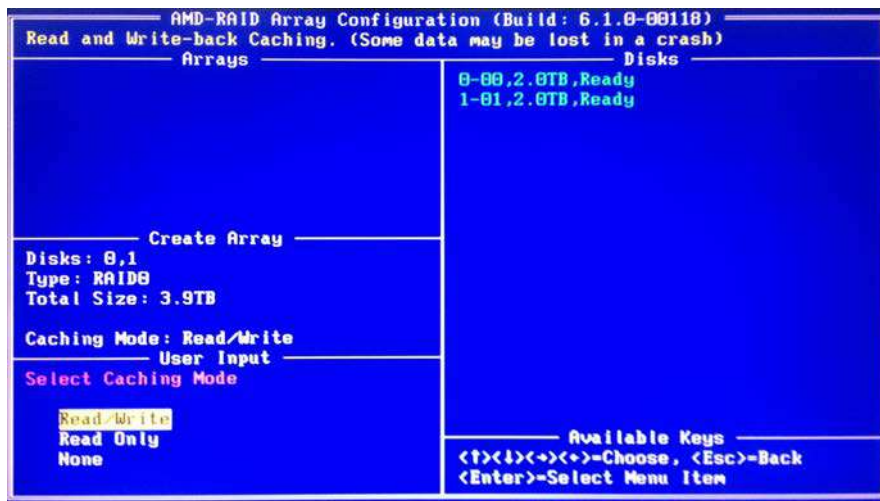 AMD-RAID Array Configuration (Build: 6.1.0-00118)
Read and Write-back Caching. (Some data may be lost in a crash)
Arrays
Disks
0-00,2.0TB,Ready
1-01,2.0TB,Ready
Create Array
Disks: 0,1
Type: RAID0
Total Size: 3.9TB
Caching Mode: Read/Write
User Input
Select Caching Mode
Read/Write
Read Only
None
Available Keys
<↑><↓><→><←>=Choose, <Esc>=Back
<Enter>=Select Menu Item